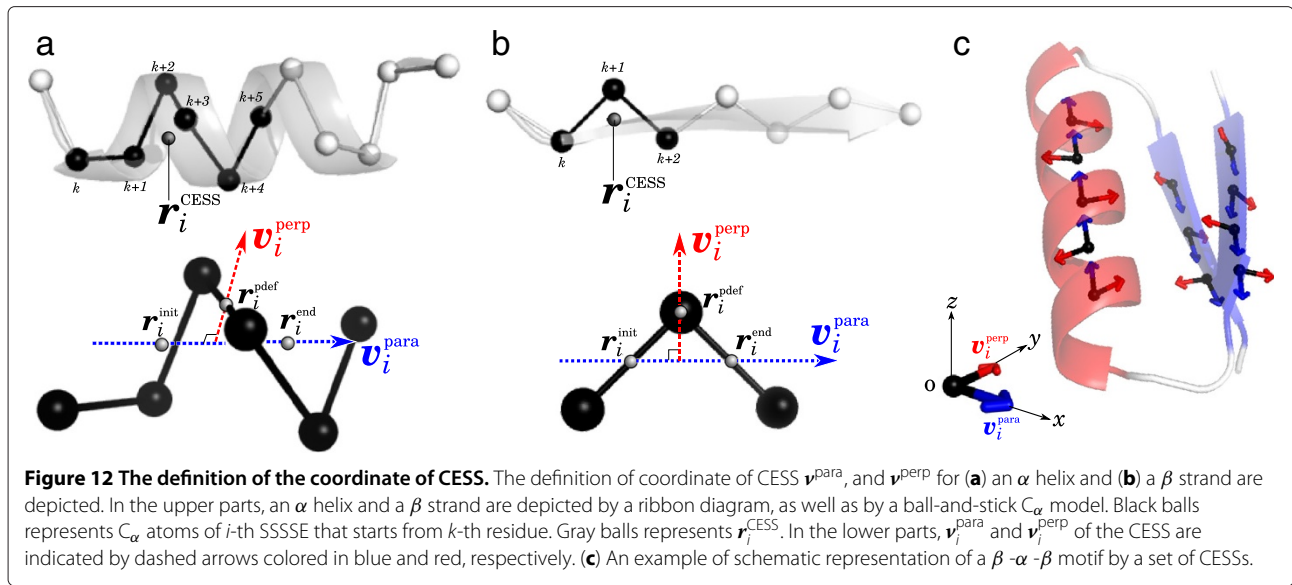 a
b
c
k+2
k+3
k+5
k
k+1
k+4
r_i^CESS
k+1
k
k+2
r_i^CESS
v_i^perp
r_i^pdef
r_i^init
r_i^end
v_i^para
v_i^perp
r_i^pdef
r_i^init
r_i^end
v_i^para
z
v_i^perp
y
O
x
v_i^para
Figure 12 The definition of the coordinate of CESS. The definition of coordinate of CESS v^para, and v^perp for (a) an α helix and (b) a β strand are
depicted. In the upper parts, an α helix and a β strand are depicted by a ribbon diagram, as well as by a ball-and-stick Cα model. Black balls
represents Cα atoms of i-th SSSSE that starts from k-th residue. Gray balls represents r_i^CESS. In the lower parts, v_i^para and v_i^perp of the CESS are
indicated by dashed arrows colored in blue and red, respectively. (c) An example of schematic representation of a β -α -β motif by a set of CESSs.